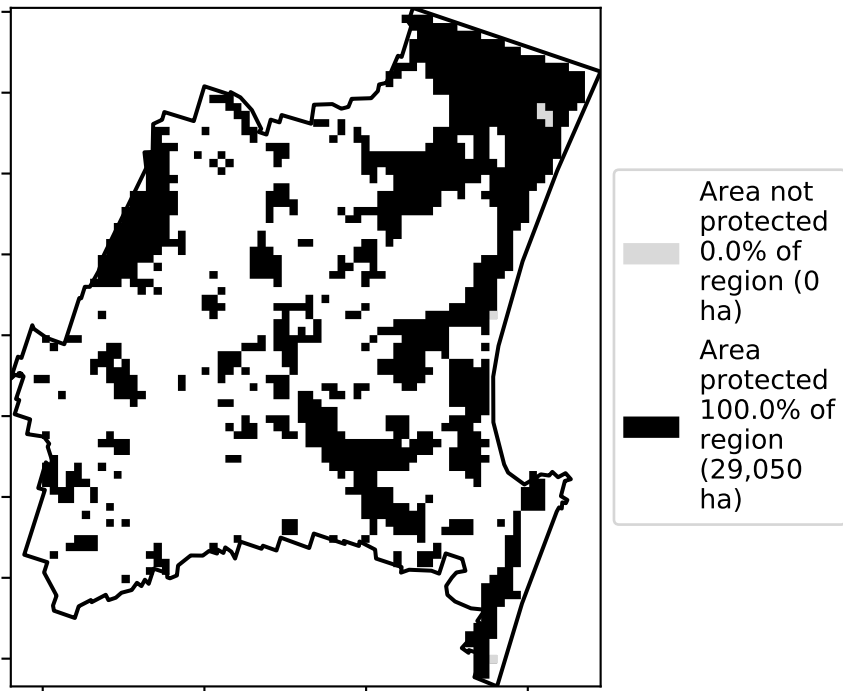 Area not
protected
0.0% of
region (0
ha)
Area
protected
100.0% of
region
(29,050
ha)